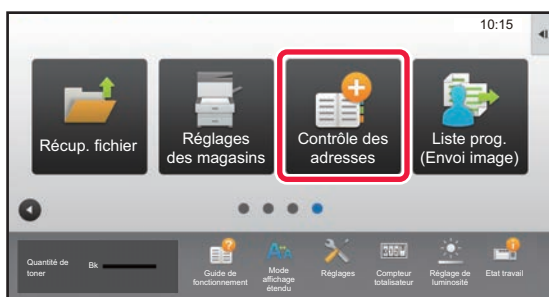 10:15
Récup. fichier
Réglages
des magasins
Contrôle des
adresses
Liste prog.
(Envoi image)
Quantité de
toner
Bk
Guide de
fonctionnement
Mode
affichage
étendu
Réglages
Compteur
totalisateur
Réglage de
luminosité
Etat travail